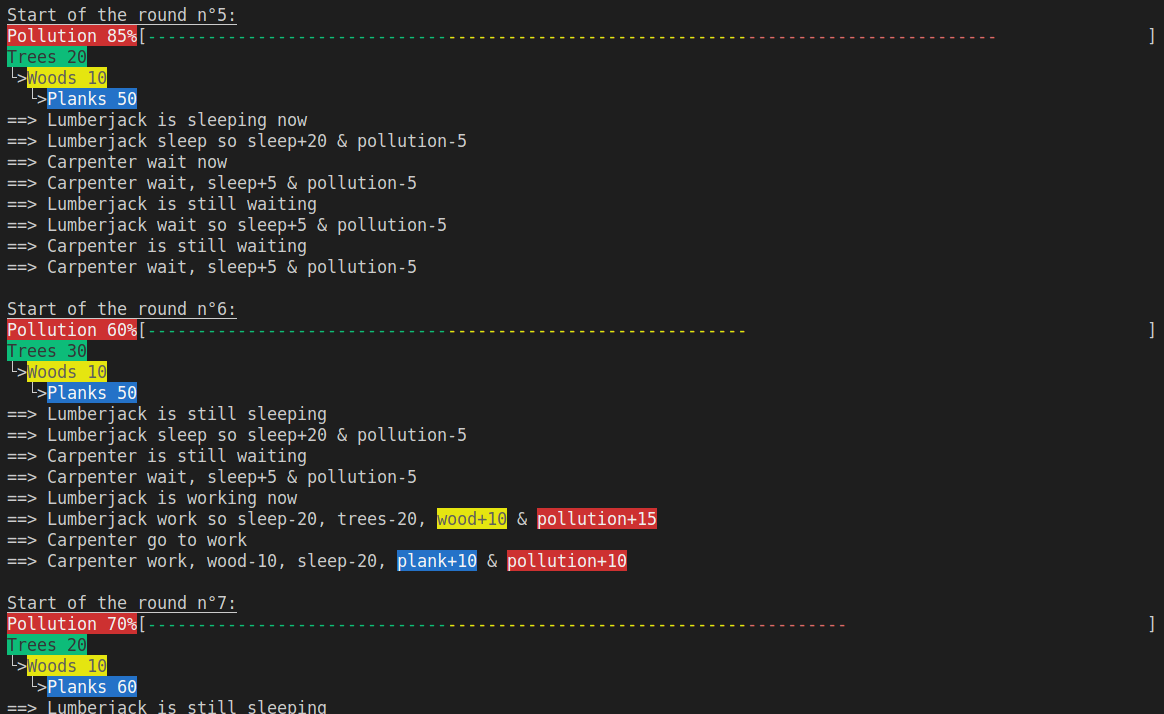 Start of the round n°5:
Pollution 85%[-------------------------------------------------------------------------------------               ]
Trees 20
└>Woods 10
└>Planks 50
==> Lumberjack is sleeping now
==> Lumberjack sleep so sleep+20 & pollution-5
==> Carpenter wait now
==> Carpenter wait, sleep+5 & pollution-5
==> Lumberjack is still waiting
==> Lumberjack wait so sleep+5 & pollution-5
==> Carpenter is still waiting
==> Carpenter wait, sleep+5 & pollution-5
Start of the round n°6:
Pollution 60%[------------------------------------------------------------                                        ]
Trees 30
└>Woods 10
└>Planks 50
==> Lumberjack is still sleeping
==> Lumberjack sleep so sleep+20 & pollution-5
==> Carpenter is still waiting
==> Carpenter wait, sleep+5 & pollution-5
==> Lumberjack is working now
==> Lumberjack work so sleep-20, trees-20, wood+10 & pollution+15
==> Carpenter go to work
==> Carpenter work, wood-10, sleep-20, plank+10 & pollution+10
Start of the round n°7:
Pollution 70%[----------------------------------------------------------------------                              ]
Trees 20
└>Woods 10
└>Planks 60
==> Lumberjack is still sleeping